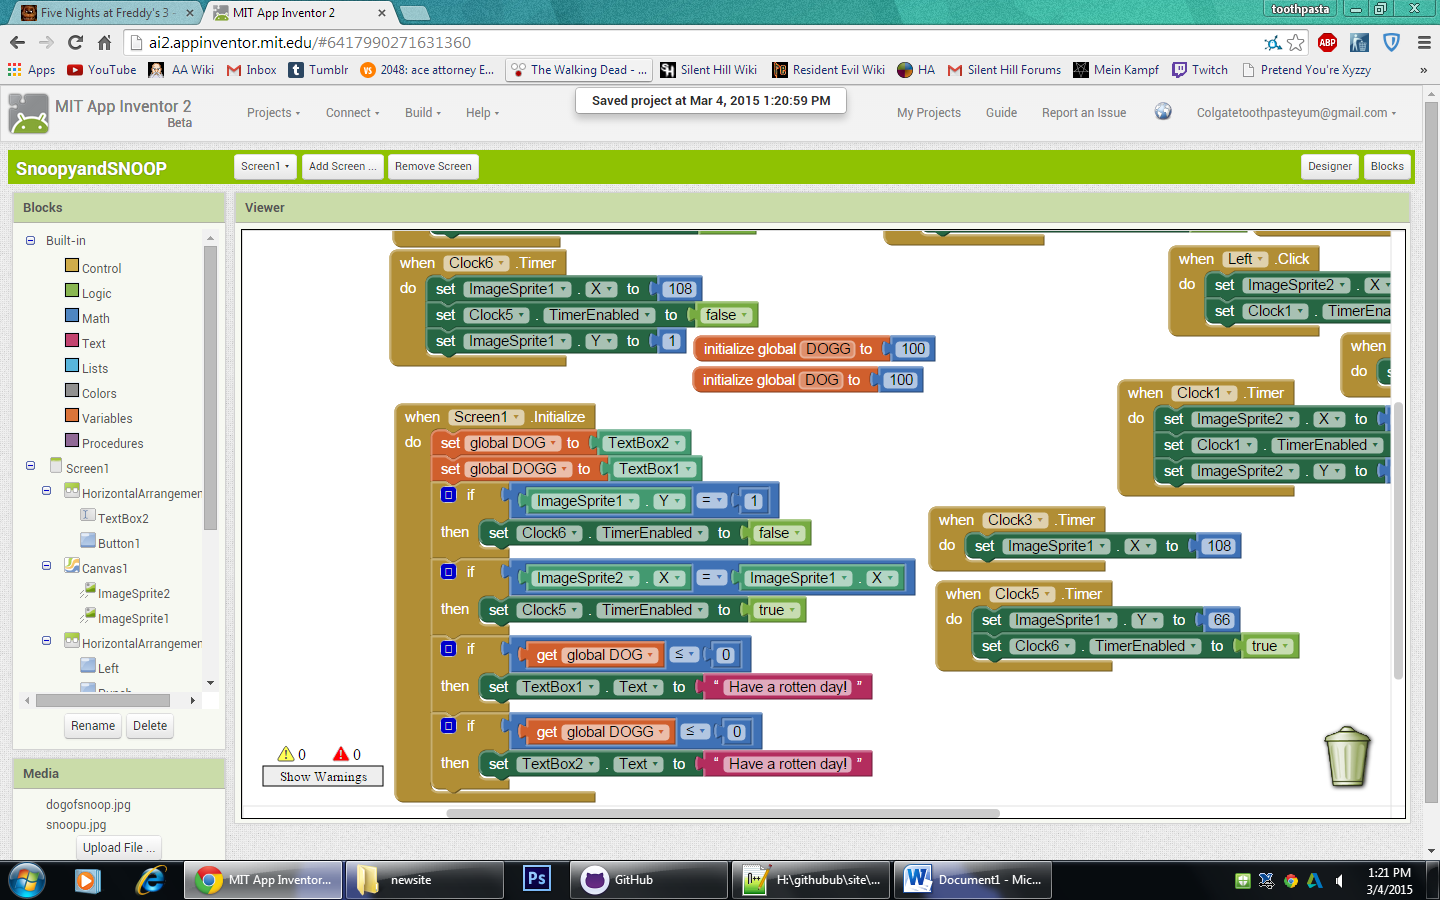 Five Nights at Freddy's 3 -
MIT App Inventor 2
toothpasta
ai2.appinventor.mit.edu/#6417990271631360
ABP
Apps
YouTube
AA Wiki
Inbox
Tumblr
2048: ace attorney E...
The Walking Dead - ...
Silent Hill Wiki
Resident Evil Wiki
HA
Silent Hill Forums
Mein Kampf
Twitch
Pretend You're Xyzzy
»
MIT App Inventor 2
Beta
Projects
Connect
Build
Help
Saved project at Mar 4, 2015 1:20:59 PM
My Projects
Guide
Report an Issue
Colgatetoothpasteyum@gmail.com
SnoopyandSNOOP
Screen1
Add Screen ...
Remove Screen
Designer
Blocks
Blocks
Built-in
Control
Logic
Math
Text
Lists
Colors
Variables
Procedures
Screen1
HorizontalArrangemen
TextBox2
Button1
Canvas1
ImageSprite2
ImageSprite1
HorizontalArrangemen
Left
Rename
Delete
Media
dogofsnoop.jpg
snoopu.jpg
Upload File ...
Viewer
when Clock6 .Timer
do set ImageSprite1 . X to 108
set Clock5 . TimerEnabled to false
set ImageSprite1 . Y to 1
initialize global DOGG to 100
initialize global DOG to 100
when Screen1 .Initialize
do set global DOG to TextBox2
set global DOGG to TextBox1
if ImageSprite1 . Y = 1
then set Clock6 . TimerEnabled to false
if ImageSprite2 . X = ImageSprite1 . X
then set Clock5 . TimerEnabled to true
if get global DOG ≤ 0
then set TextBox1 . Text to " Have a rotten day! "
if get global DOGG ≤ 0
then set TextBox2 . Text to " Have a rotten day! "
when Left .Click
do set ImageSprite2 . X
set Clock1 . TimerEna
when
do
when Clock1 .Timer
do set ImageSprite2 . X to
set Clock1 . TimerEnabled
set ImageSprite2 . Y to
when Clock3 .Timer
do set ImageSprite1 . X to 108
when Clock5 .Timer
do set ImageSprite1 . Y to 66
set Clock6 . TimerEnabled to true
0 0
Show Warnings
MIT App Inventor...
newsite
Ps
GitHub
H:\githubub\site\...
Document1 - Mic...
1:21 PM
3/4/2015